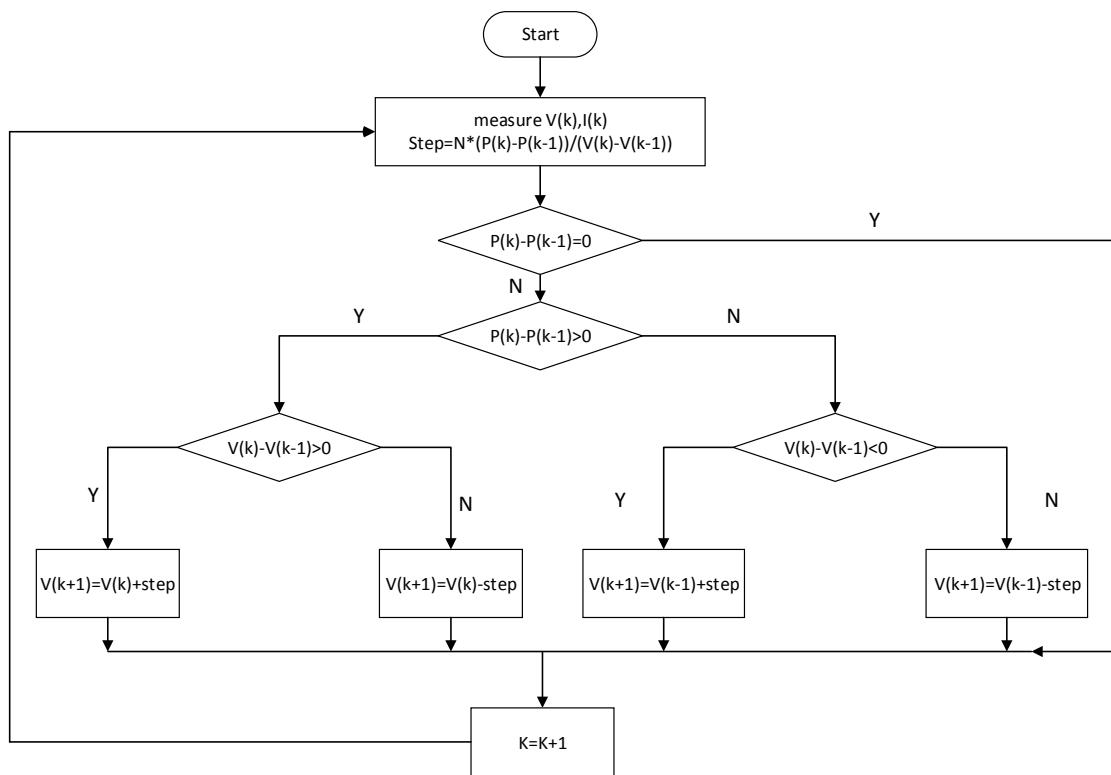 Start
measure V(k),I(k)
Step=N*(P(k)-P(k-1))/(V(k)-V(k-1))
P(k)-P(k-1)=0
Y
N
P(k)-P(k-1)>0
Y
N
V(k)-V(k-1)>0
V(k)-V(k-1)<0
Y
N
Y
N
V(k+1)=V(k)+step
V(k+1)=V(k)-step
V(k+1)=V(k-1)+step
V(k+1)=V(k-1)-step
K=K+1